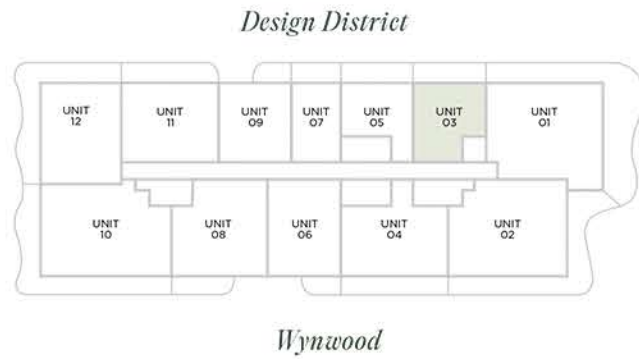 Design District
UNIT
12
UNIT
11
UNIT
09
UNIT
07
UNIT
05
UNIT
03
UNIT
01
UNIT
10
UNIT
08
UNIT
06
UNIT
04
UNIT
02
Wynwood